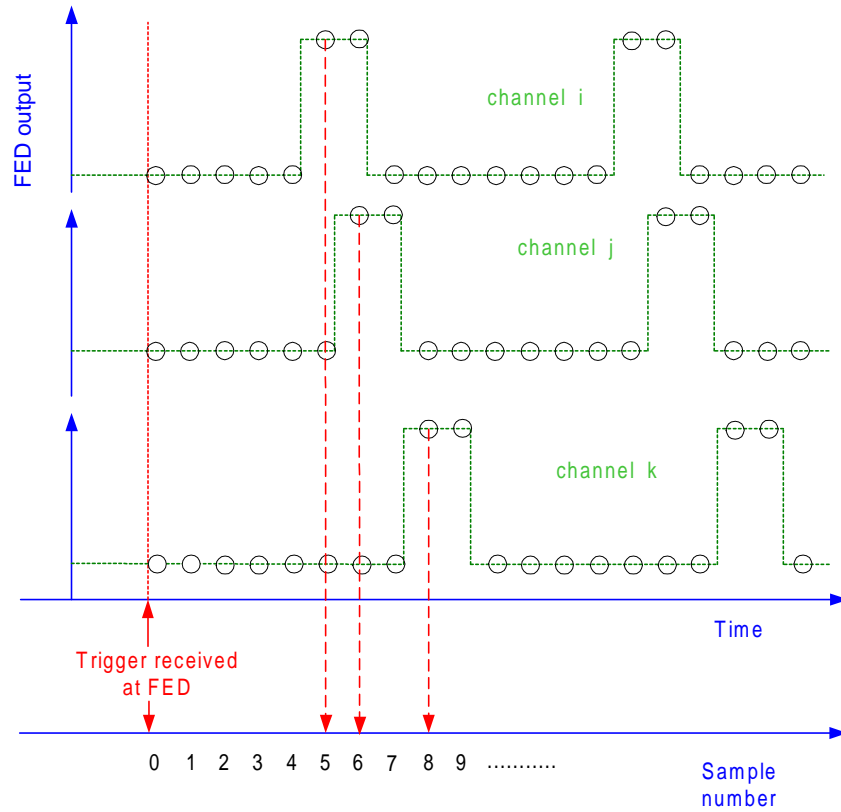 FED output
channel i
channel j
channel k
Time
Trigger received
at FED
0 1 2 3 4 5 6 7 8 9 ...........
Sample
number